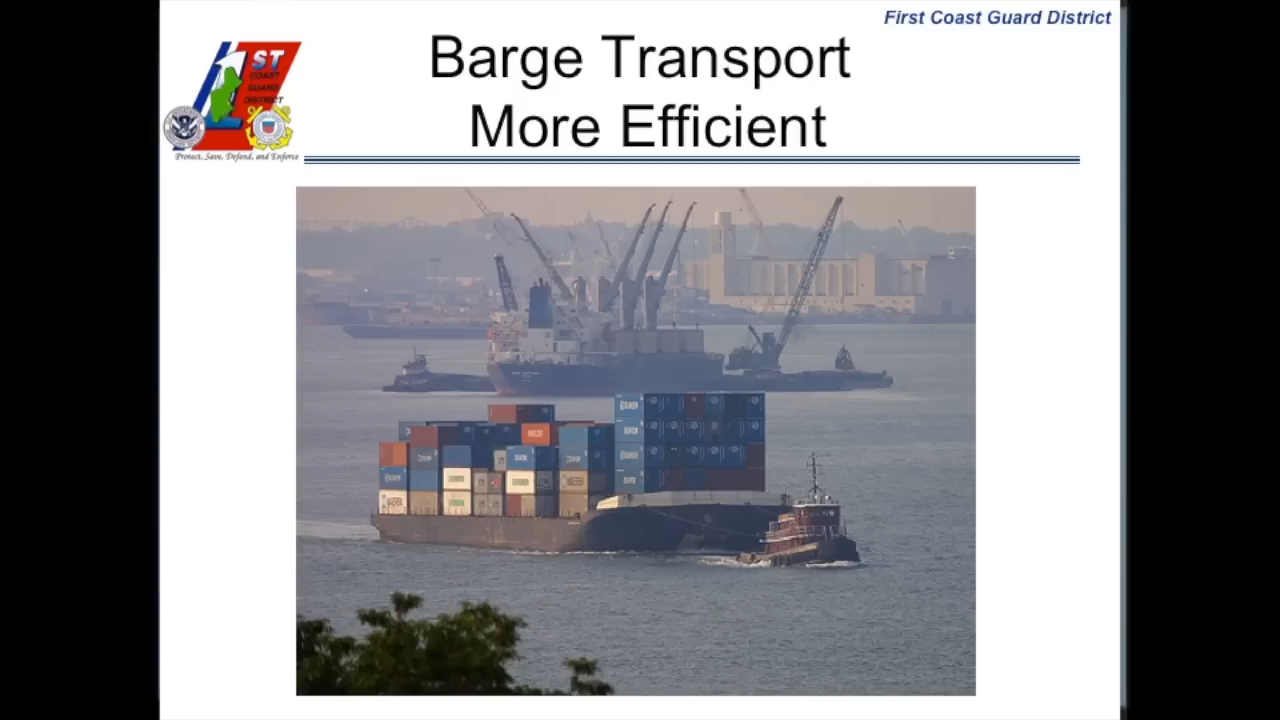 First Coast Guard District
Barge Transport
More Efficient
1ST
COAST
GUARD
DISTRICT
Protect, Save, Defend, and Enforce